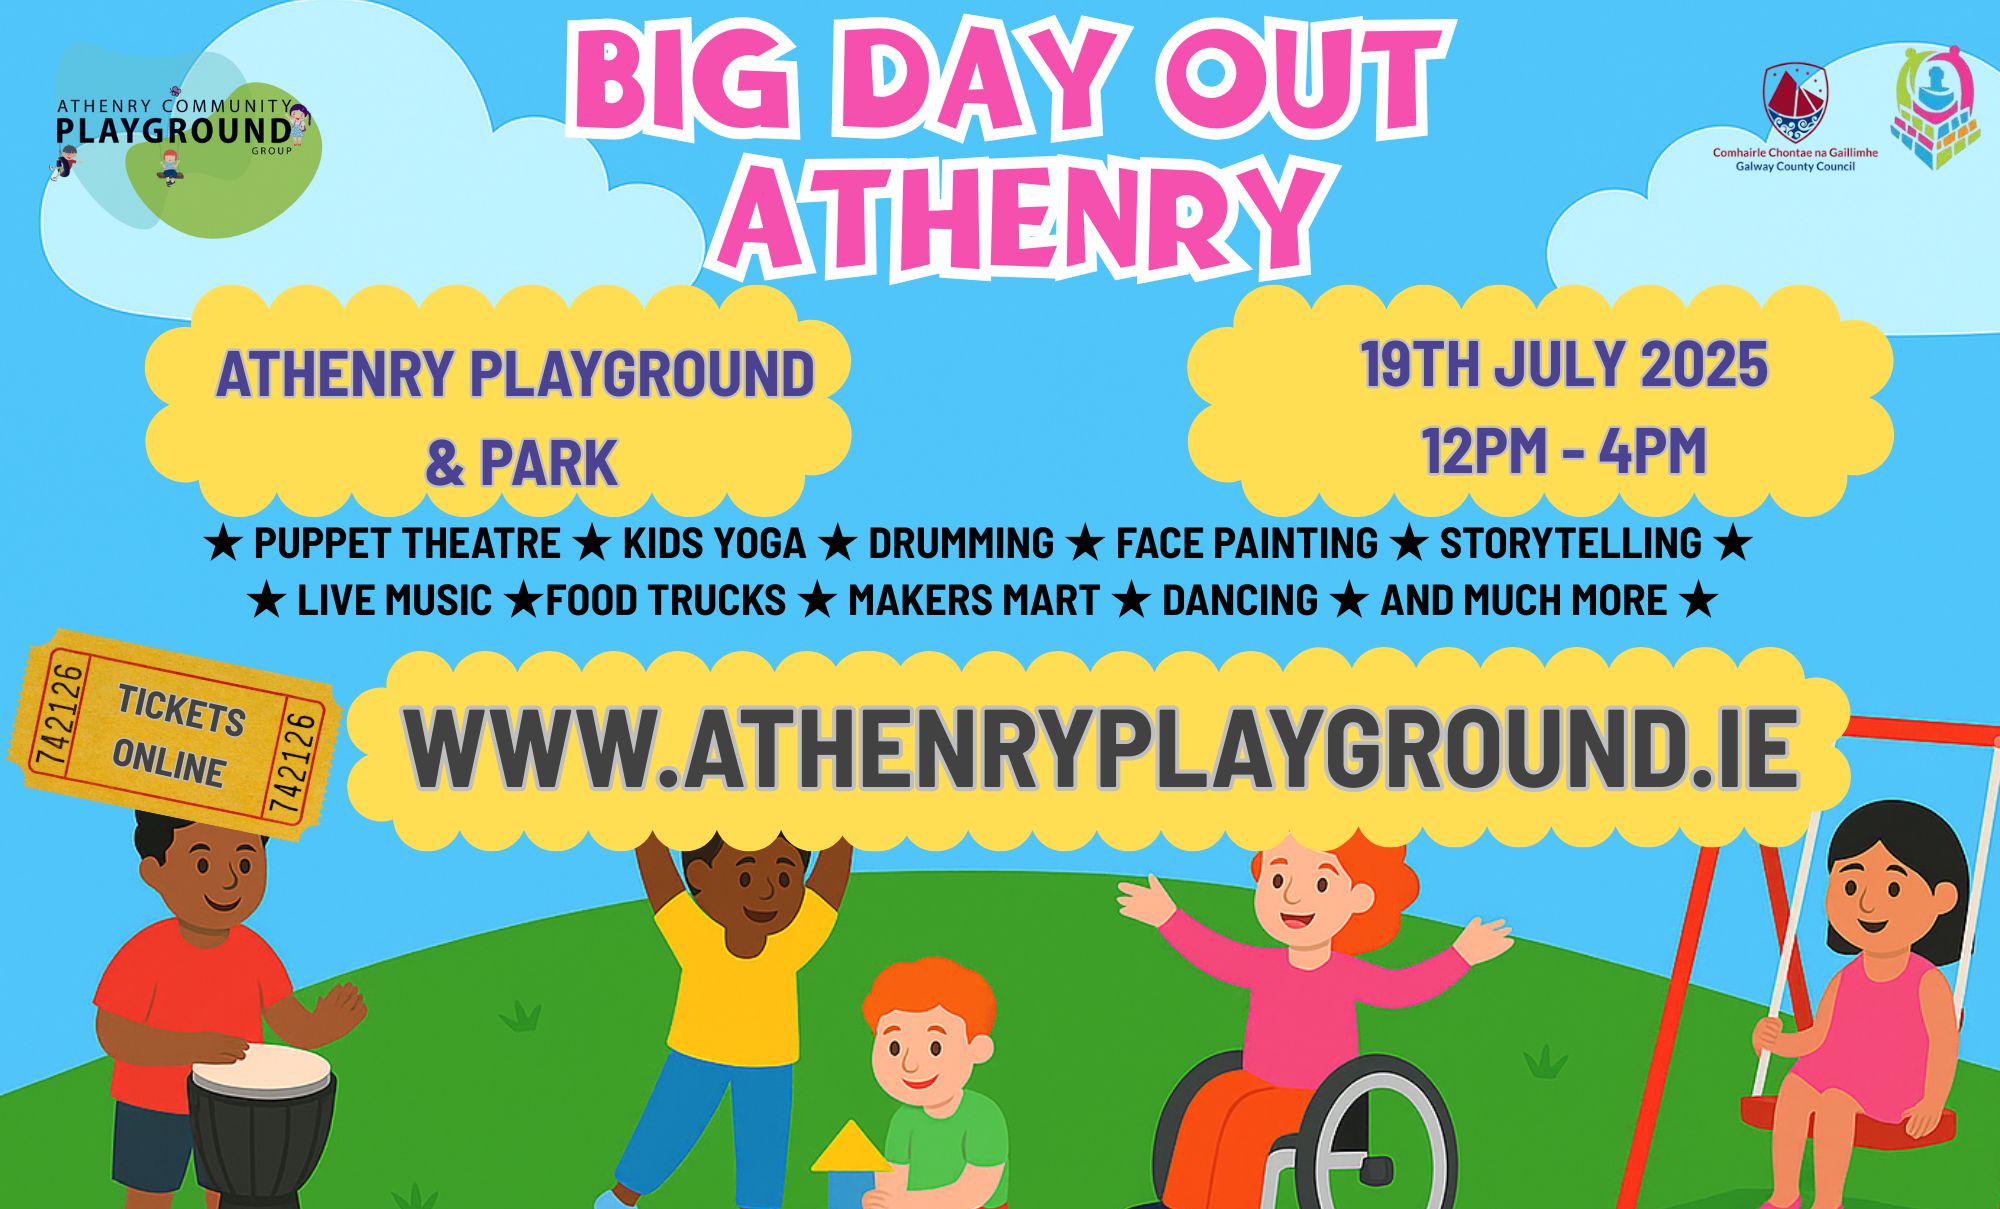 BIG DAY OUT
ATHENRY
ATHENRY COMMUNITY
PLAYGROUND
GROUP
Comhairle Chontae na Gaillimhe
Galway County Council
ATHENRY PLAYGROUND
& PARK
19TH JULY 2025
12PM - 4PM
★ PUPPET THEATRE ★ KIDS YOGA ★ DRUMMING ★ FACE PAINTING ★ STORYTELLING ★
★ LIVE MUSIC ★FOOD TRUCKS ★ MAKERS MART ★ DANCING ★ AND MUCH MORE ★
742126
TICKETS
ONLINE
742126
WWW.ATHENRYPLAYGROUND.IE